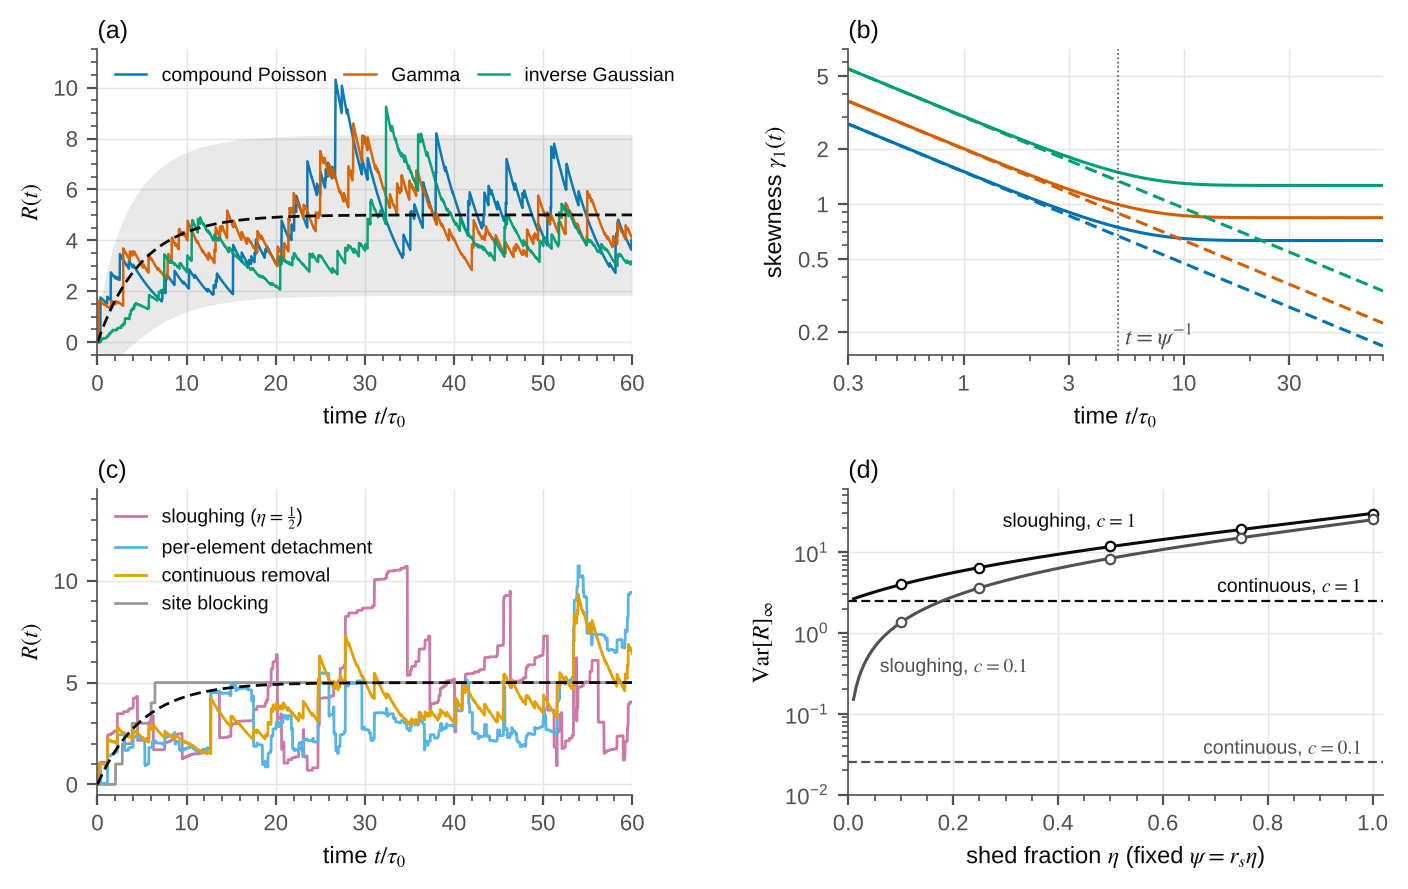 (a)
compound Poisson Gamma inverse Gaussian
R(t)
10
8
6
4
2
0
0 10 20 30 40 50 60
time t/τ₀
(b)
skewness γ₁(t)
5
2
1
0.5
0.2
t = ψ⁻¹
0.3 1 3 10 30
time t/τ₀
(c)
sloughing (η = ½)
per-element detachment
continuous removal
site blocking
R(t)
10
5
0
0 10 20 30 40 50 60
time t/τ₀
(d)
Var[R]∞
10¹
10⁰
10⁻¹
10⁻²
sloughing, c = 1
continuous, c = 1
sloughing, c = 0.1
continuous, c = 0.1
0.0 0.2 0.4 0.6 0.8 1.0
shed fraction η (fixed ψ = rₛη)